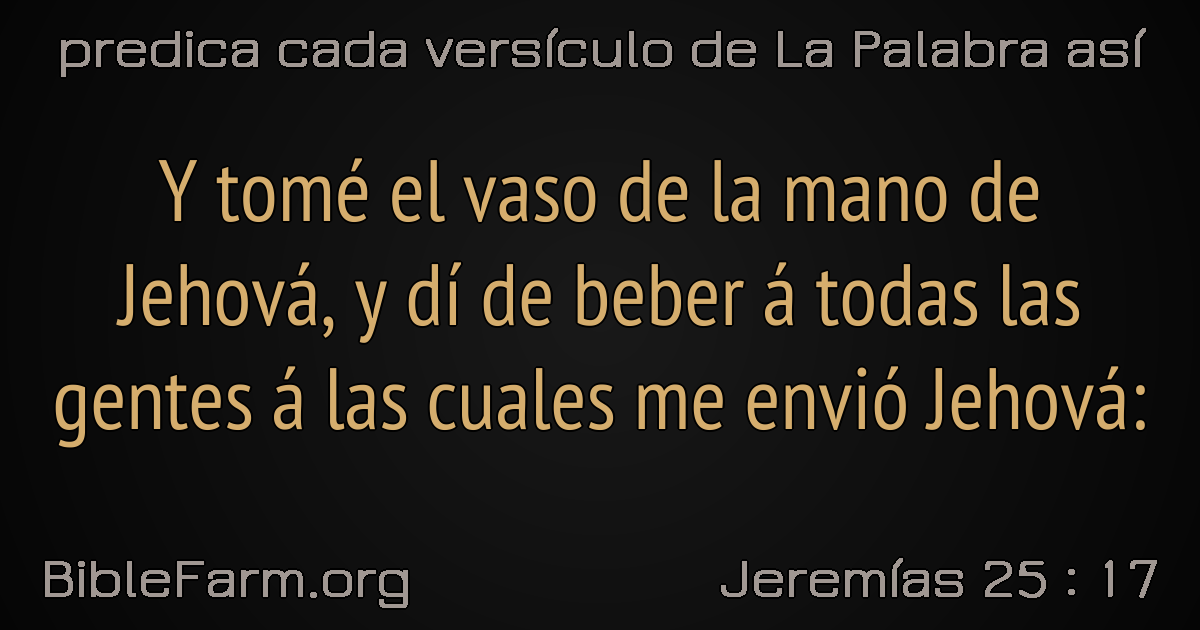 predica cada versículo de La Palabra así
Y tomé el vaso de la mano de
Jehová, y dí de beber á todas las
gentes á las cuales me envió Jehová:
BibleFarm.org
Jeremías 25 : 17